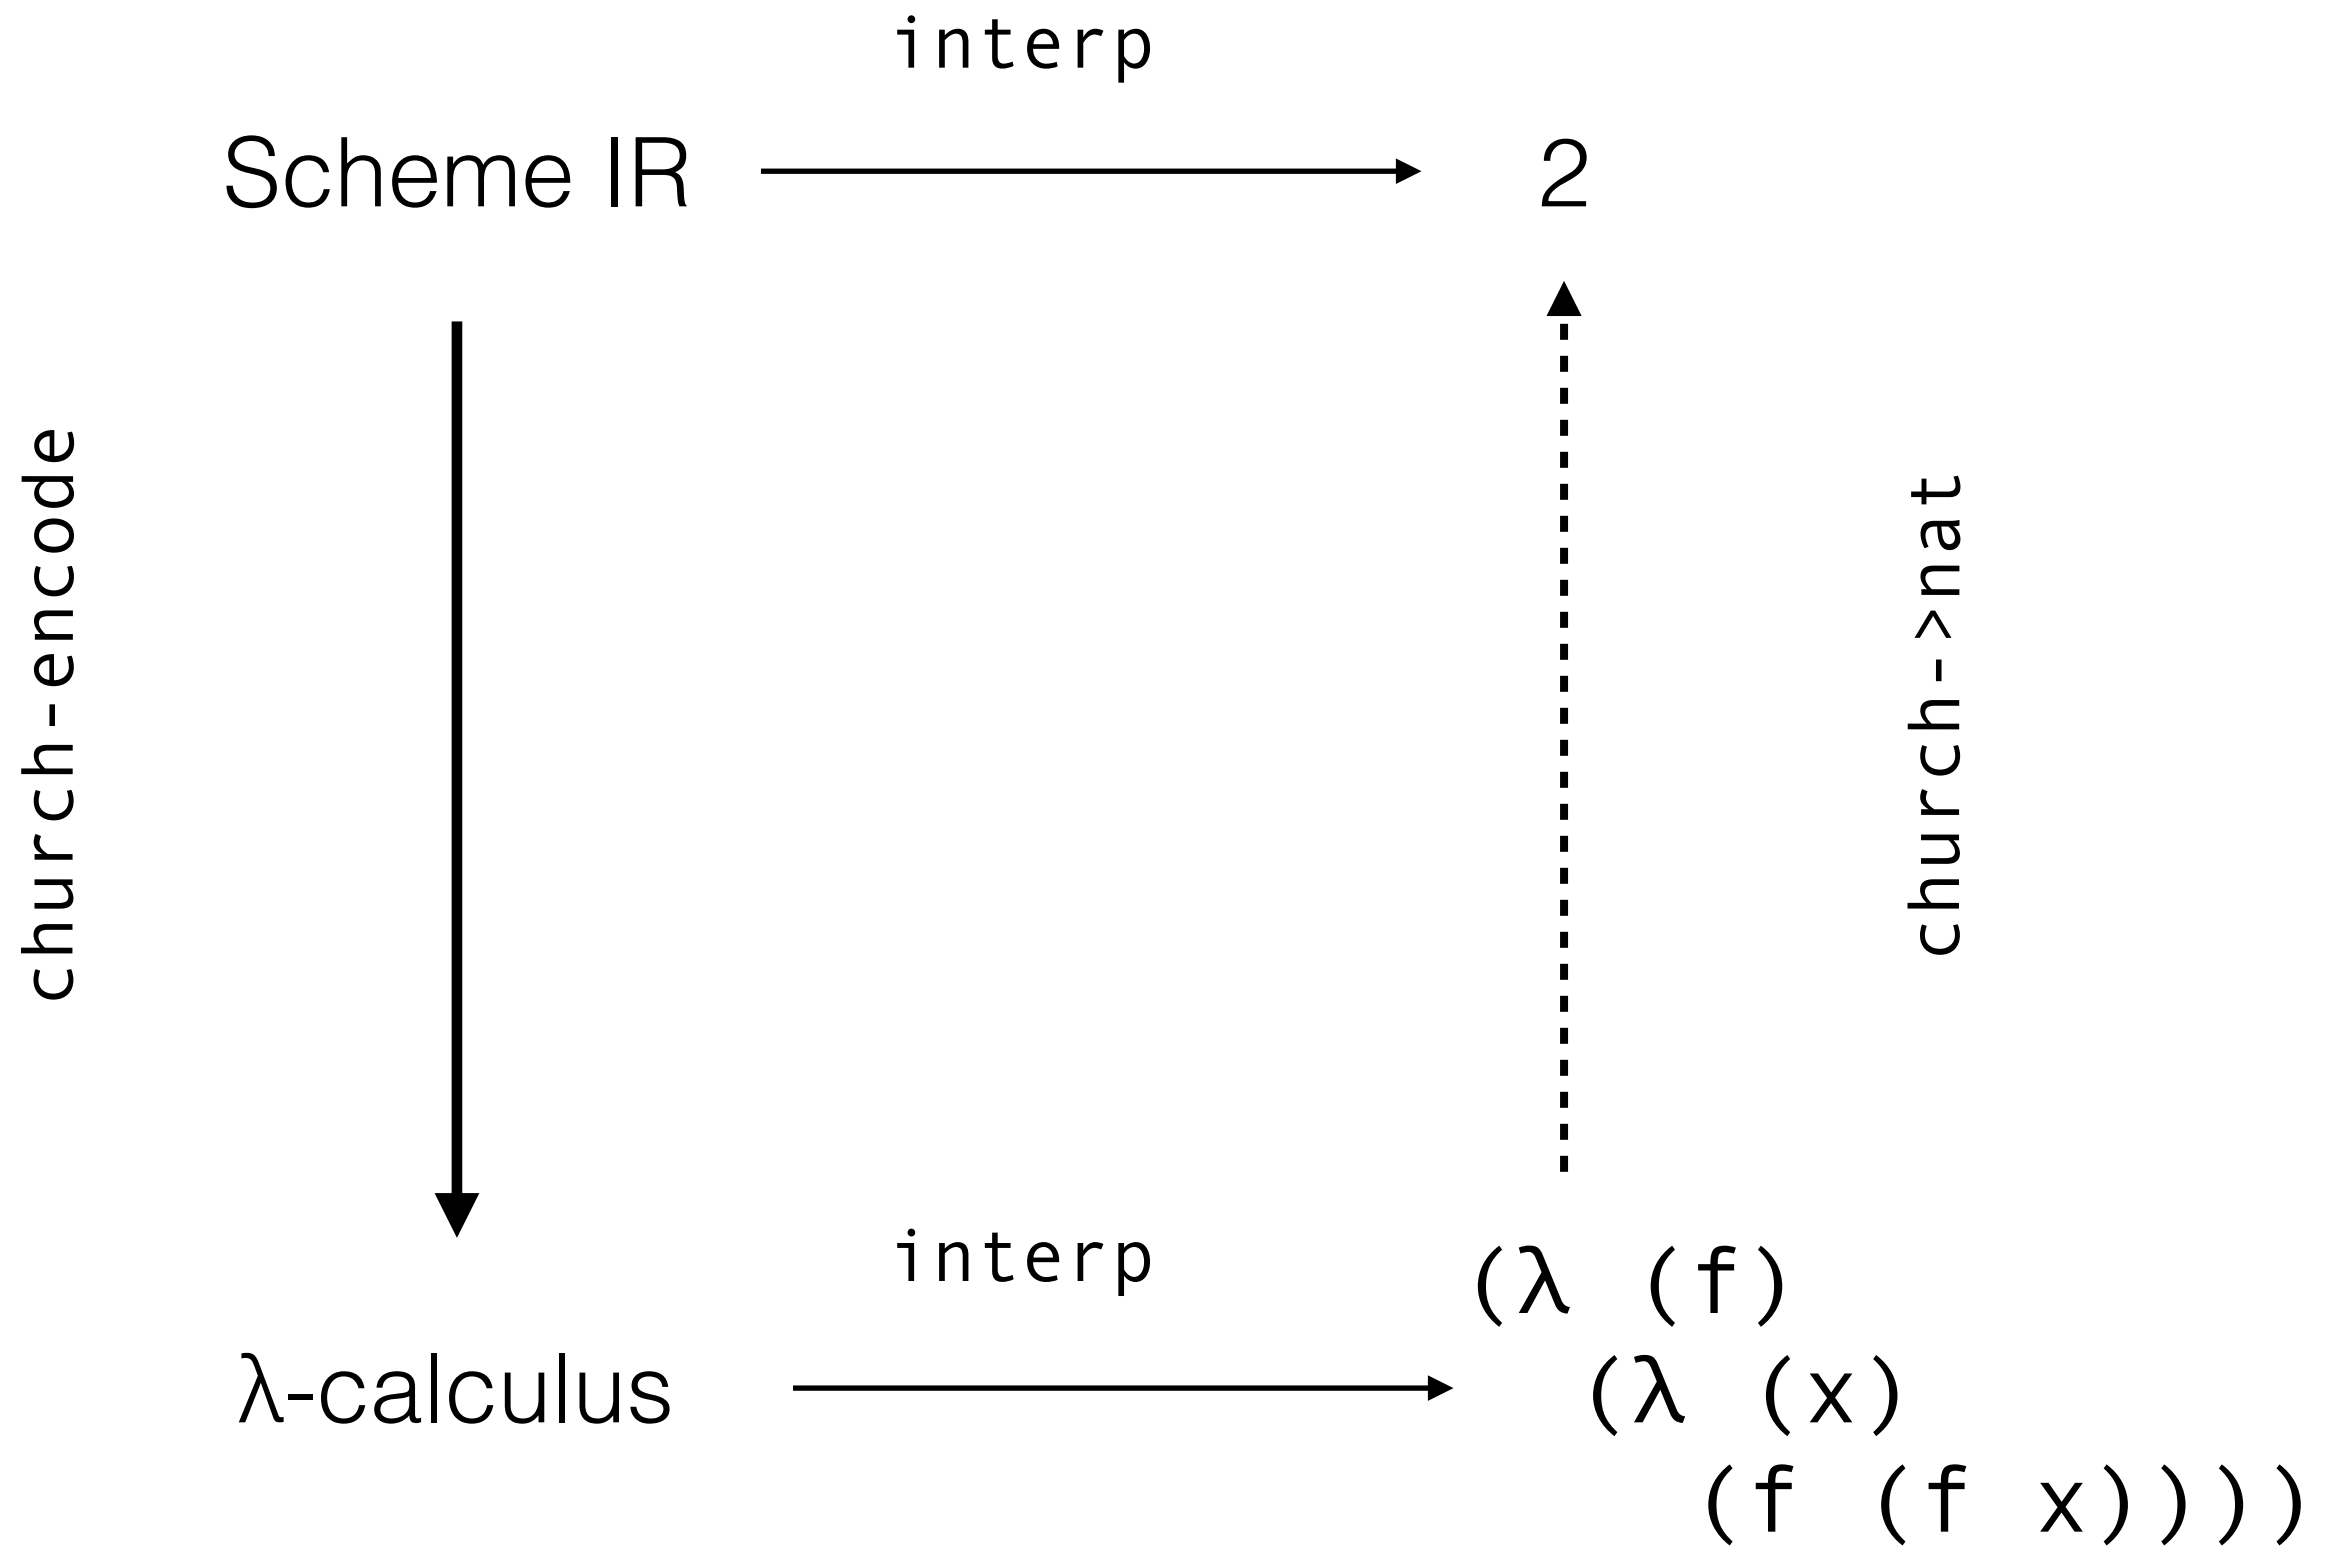 interp
Scheme IR
2
church-encode
church->nat
interp
(λ (f)
λ-calculus
(λ (x)
(f (f x))))